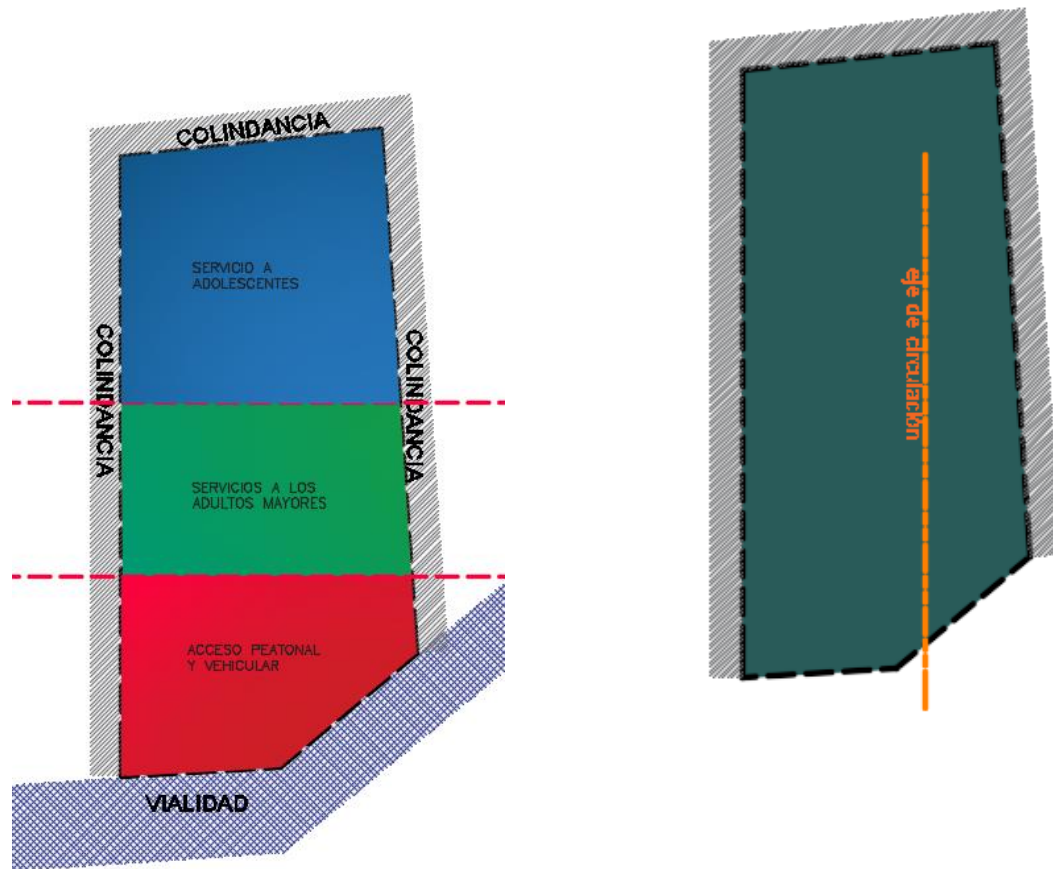 COLINDANCIA
SERVICIO A
ADOLESCENTES
COLINDANCIA
COLINDANCIA
SERVICIOS A LOS
ADULTOS MAYORES
ACCESO PEATONAL
Y VEHICULAR
VIALIDAD
eje de circulación